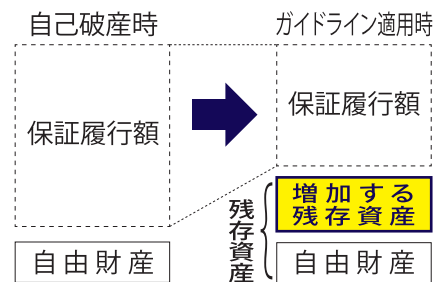 自己破産時
ガイドライン適用時
保証履行額
保証履行額
増加する
残存資産
残存資産
自由財産
自由財産